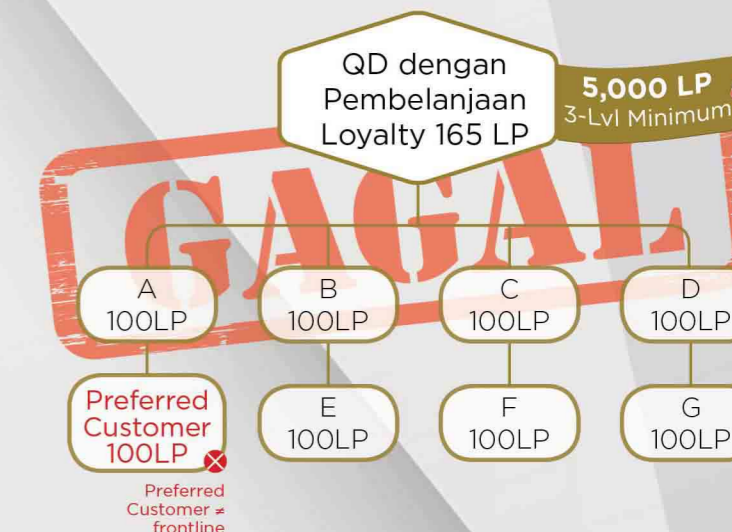 QD dengan
Pembelanjaan
Loyalty 165 LP
5,000 LP
3-Lvl Minimum
GAGAL
A
100LP
B
100LP
C
100LP
D
100LP
Preferred
Customer
100LP
E
100LP
F
100LP
G
100LP
Preferred
Customer ≠
frontline